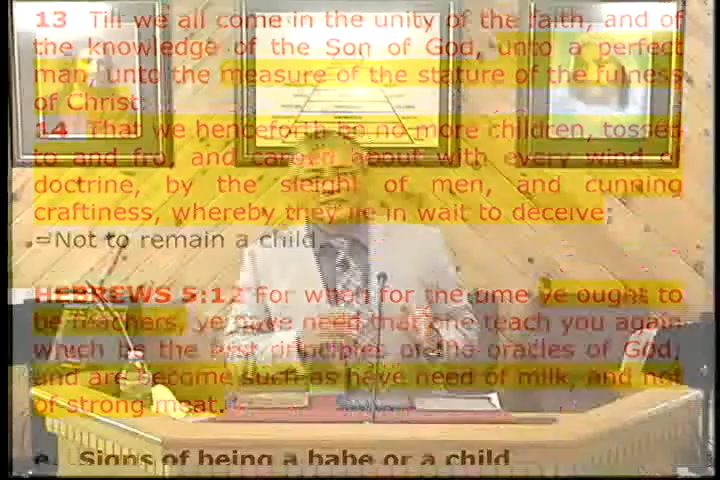 13 Till we all come in the unity of the faith, and of
the knowledge of the Son of God, unto a perfect
man, unto the measure of the stature of the fulness
of Christ:
14 That we henceforth be no more children, tossed
to and fro, and carried about with every wind of
doctrine, by the sleight of men, and cunning
craftiness, whereby they lie in wait to deceive;
=Not to remain a child.
HEBREWS 5:12 For when for the time ye ought to
be teachers, ye have need that one teach you again
which be the first principles of the oracles of God;
and are become such as have need of milk, and not
of strong meat.
e. Signs of being a babe or a child